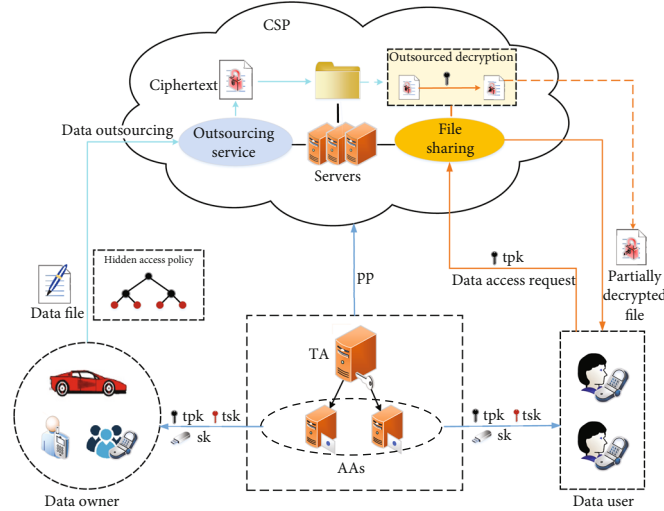 CSP
Outsourced decryption
Ciphertext
Data outsourcing
Outsourcing
service
File
sharing
Servers
tpk
Hidden access policy
PP
Data access request
Partially
decrypted
file
Data file
TA
tpk tsk
sk
tpk tsk
sk
AAs
Data owner
Data user